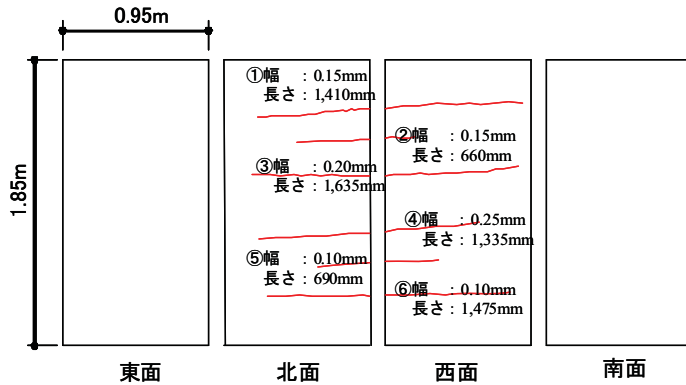 0.95m
1.85m
①幅 : 0.15mm
長さ : 1,410mm
②幅 : 0.15mm
長さ : 660mm
③幅 : 0.20mm
長さ : 1,635mm
④幅 : 0.25mm
長さ : 1,335mm
⑤幅 : 0.10mm
長さ : 690mm
⑥幅 : 0.10mm
長さ : 1,475mm
東面
北面
西面
南面